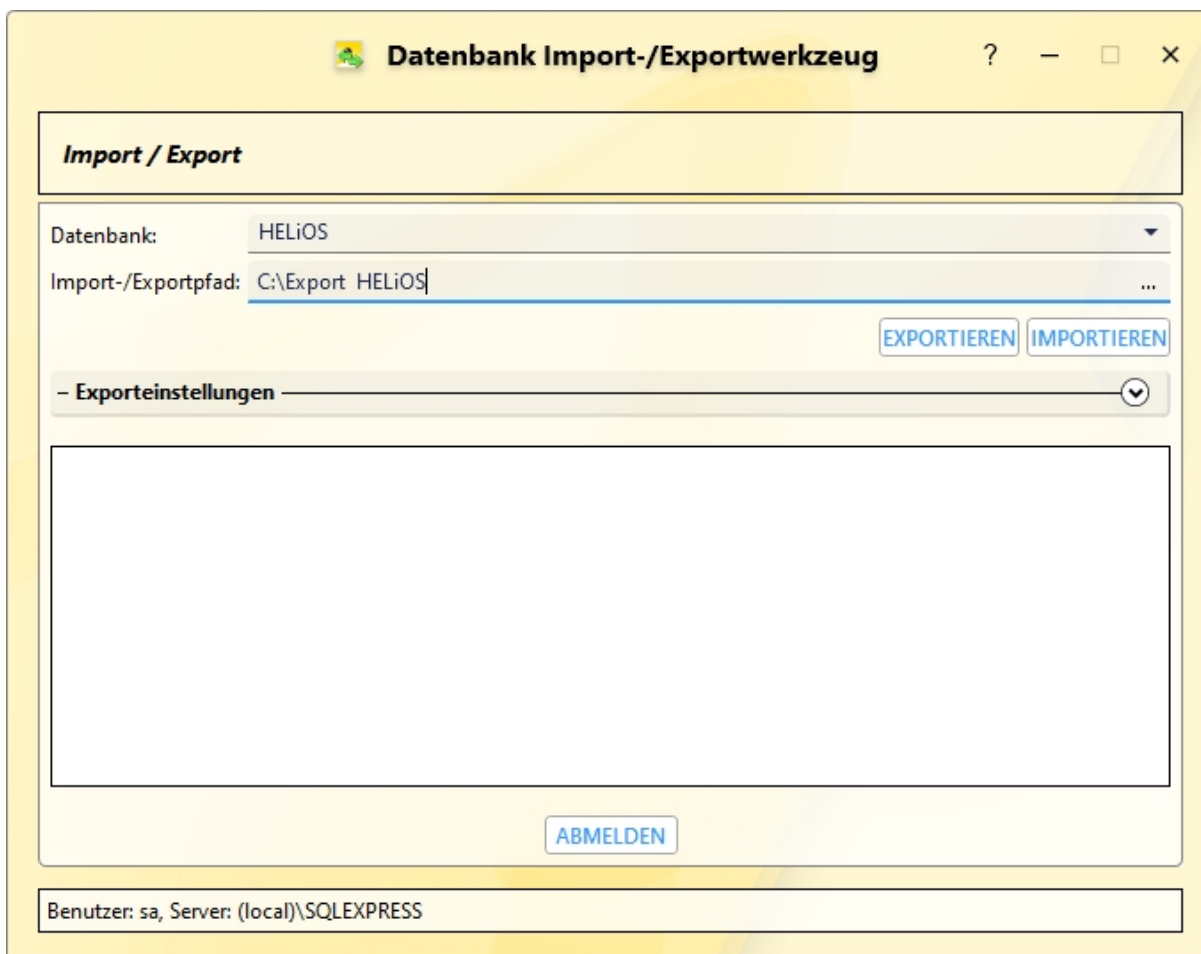 Datenbank Import-/Exportwerkzeug ?
Import / Export
Datenbank: HELiOS
Import-/Exportpfad: C:\Export HELiOS ...
EXPORTIEREN IMPORTIEREN
– Exporteinstellungen
ABMELDEN
Benutzer: sa, Server: (local)\SQLEXPRESS